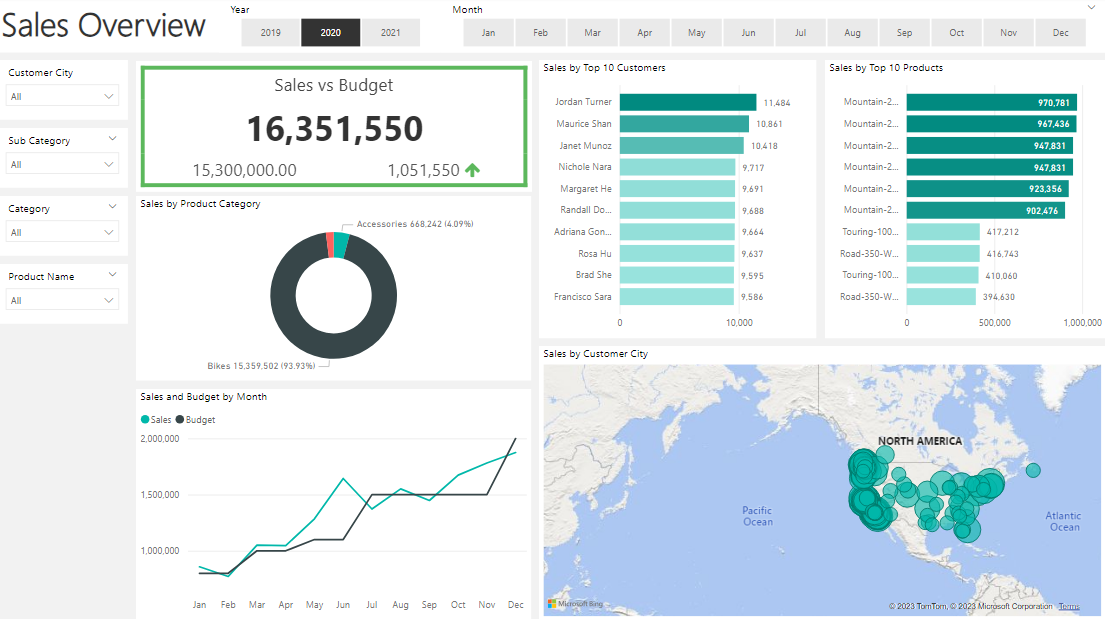 Sales Overview
Year
2019 2020 2021
Month
Jan Feb Mar Apr May Jun Jul Aug Sep Oct Nov Dec
Customer City
All
Sub Category
All
Category
All
Product Name
All
Sales vs Budget
16,351,550
15,300,000.00 1,051,550
Sales by Product Category
Accessories 668,242 (4.09%)
Bikes 15,359,502 (93.93%)
Sales and Budget by Month
Sales Budget
2,000,000
1,500,000
1,000,000
Jan Feb Mar Apr May Jun Jul Aug Sep Oct Nov Dec
Sales by Top 10 Customers
Jordan Turner 11,484
Maurice Shan 10,861
Janet Munoz 10,418
Nichole Nara 9,717
Margaret He 9,691
Randall Do... 9,688
Adriana Gon... 9,664
Rosa Hu 9,637
Brad She 9,595
Francisco Sara 9,586
0 10,000
Sales by Top 10 Products
Mountain-2... 970,781
Mountain-2... 967,436
Mountain-2... 947,831
Mountain-2... 947,831
Mountain-2... 923,356
Mountain-2... 902,476
Touring-100... 417,212
Road-350-W... 416,743
Touring-100... 410,060
Road-350-W... 394,630
0 500,000 1,000,000
Sales by Customer City
NORTH AMERICA
Pacific
Ocean
Atlantic
Ocean
Microsoft Bing
© 2023 TomTom, © 2023 Microsoft Corporation Terms